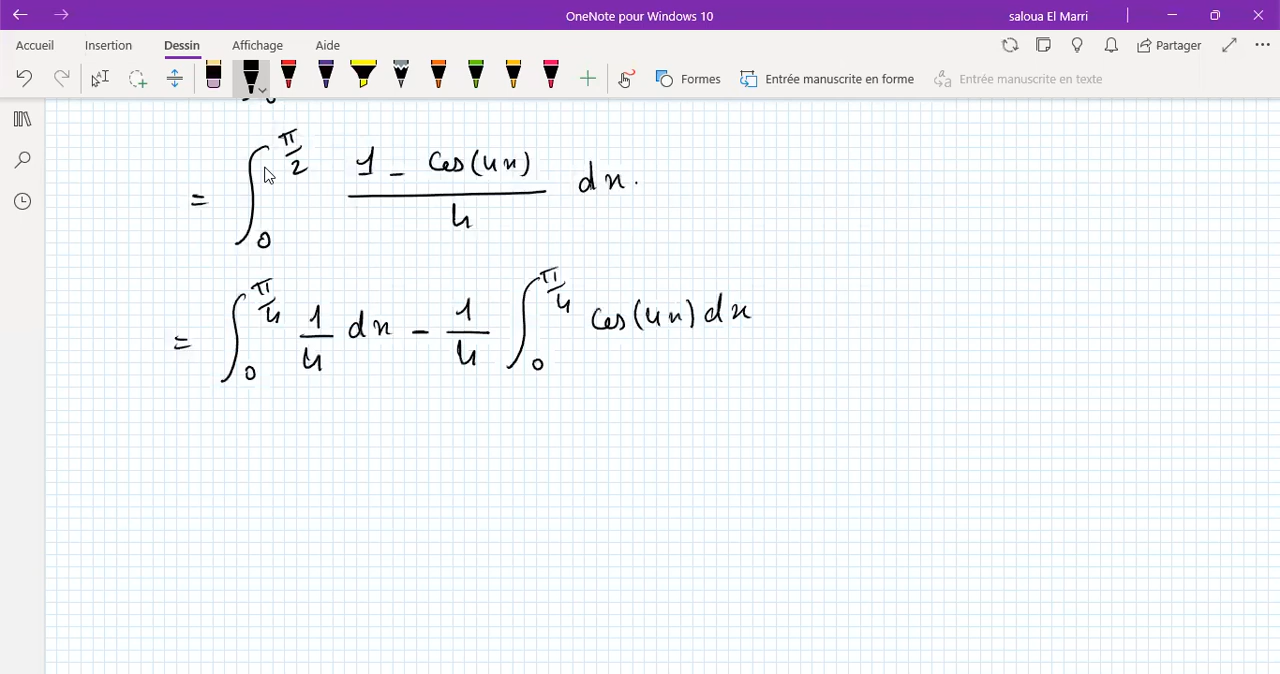 OneNote pour Windows 10
saloua El Marri
Accueil Insertion Dessin Affichage Aide
Partager
Formes Entrée manuscrite en forme Entrée manuscrite en texte
= ∫₀^(π/2) (1 - cos(4x))/4 dx.
= ∫₀^(π/4) 1/4 dx - 1/4 ∫₀^(π/4) cos(4x) dx